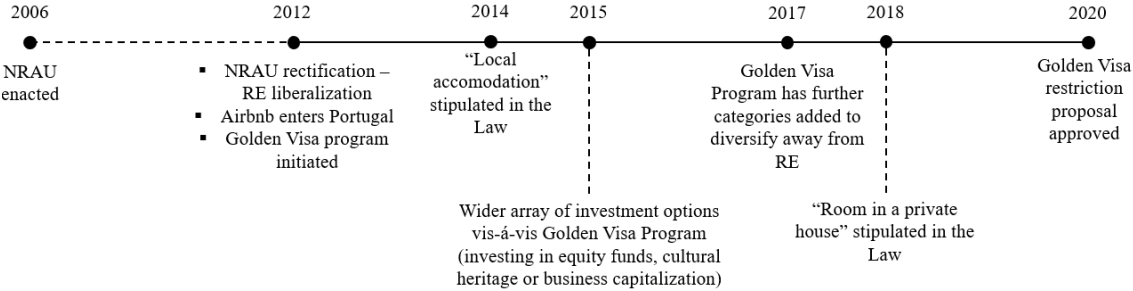 2006
2012
2014
2015
2017
2018
2020
NRAU
enacted
▪ NRAU rectification –
RE liberalization
▪ Airbnb enters Portugal
▪ Golden Visa program
initiated
“Local
accomodation”
stipulated in the
Law
Wider array of investment options
vis-á-vis Golden Visa Program
(investing in equity funds, cultural
heritage or business capitalization)
Golden Visa
Program has further
categories added to
diversify away from
RE
“Room in a private
house” stipulated in the
Law
Golden Visa
restriction
proposal
approved